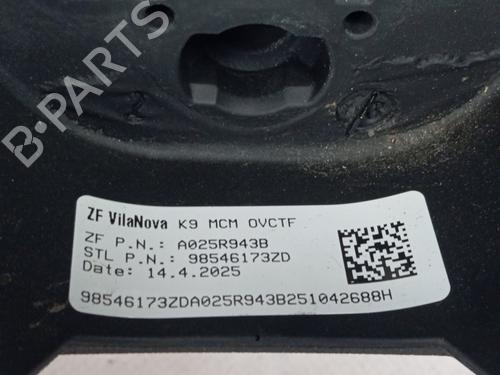 B-PARTS
ZF VilaNova K9 MCM OVCTF
ZF P.N.: A025R943B
STL P.N.: 98546173ZD
Date: 14.4.2025
98546173ZDA025R943B251042688H